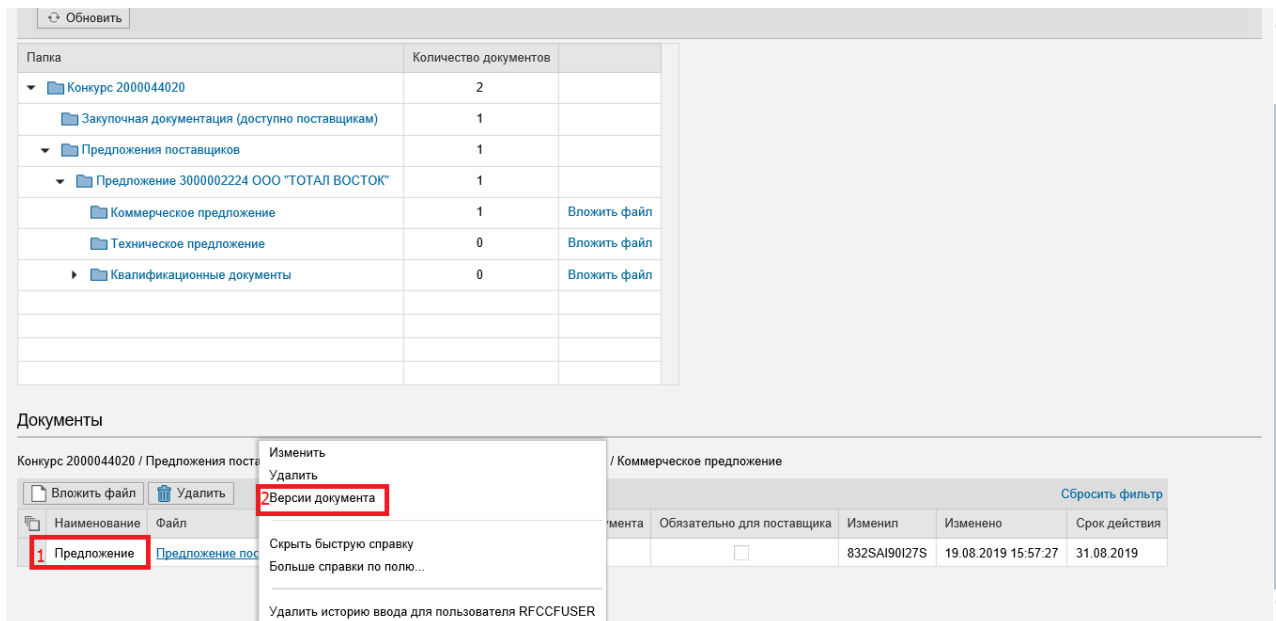 Обновить
Папка Количество документов
Конкурс 2000044020 2
Закупочная документация (доступно поставщикам) 1
Предложения поставщиков 1
Предложение 3000002224 ООО "ТОТАЛ ВОСТОК" 1
Коммерческое предложение 1 Вложить файл
Техническое предложение 0 Вложить файл
Квалификационные документы 0 Вложить файл
Документы
Конкурс 2000044020 / Предложения поста / Коммерческое предложение
Вложить файл Удалить Сбросить фильтр
Наименование Файл умента Обязательно для поставщика Изменил Изменено Срок действия
1 Предложение Предложение пос 832SAI90I27S 19.08.2019 15:57:27 31.08.2019
Изменить
Удалить
2 Версии документа
Скрыть быструю справку
Больше справки по полю...
Удалить историю ввода для пользователя RFCCFUSER